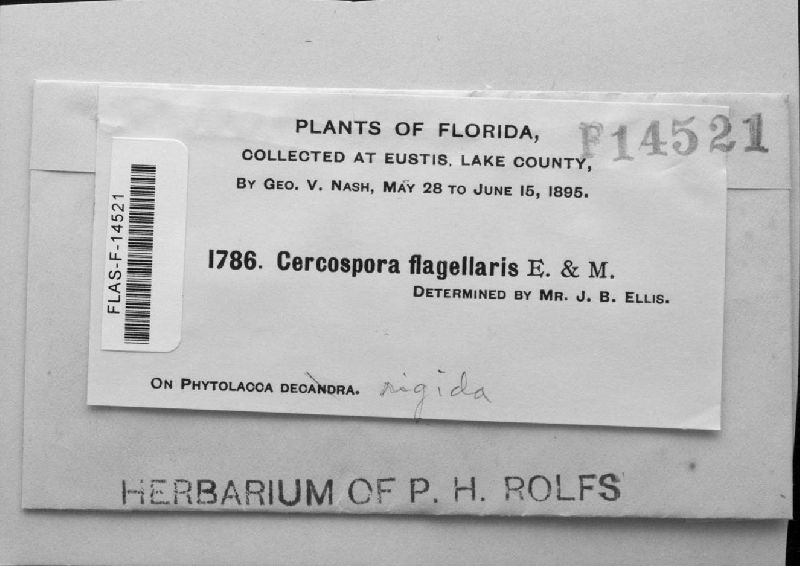 PLANTS OF FLORIDA,
F14521
COLLECTED AT EUSTIS, LAKE COUNTY,
BY GEO. V. NASH, MAY 28 TO JUNE 15, 1895.
FLAS-F-14521
1786. Cercospora flagellaris E. & M.
DETERMINED BY MR. J. B. ELLIS.
ON PHYTOLACCA DECANDRA. rigida
HERBARIUM OF P. H. ROLFS